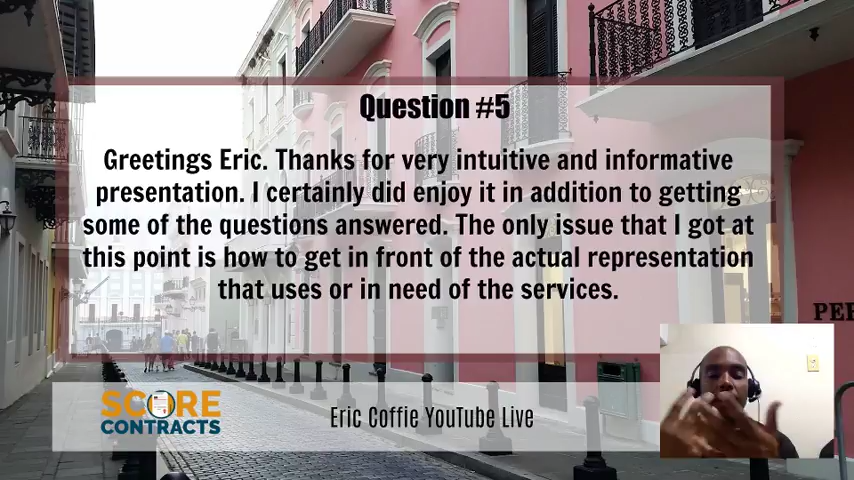 Question #5
Greetings Eric. Thanks for very intuitive and informative
presentation. I certainly did enjoy it in addition to getting
some of the questions answered. The only issue that I got at
this point is how to get in front of the actual representation
that uses or in need of the services.
PER
SCORE
CONTRACTS
Eric Coffie YouTube Live